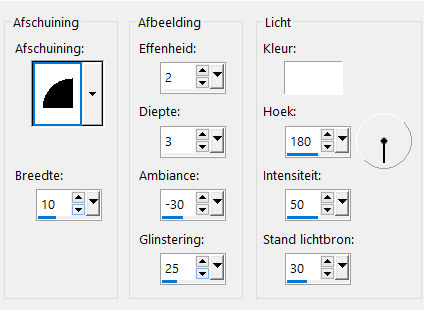 Afschuining
Afschuining:
Breedte:
10
Afbeelding
Effenheid:
2
Diepte:
3
Ambiance:
-30
Glinstering:
25
Licht
Kleur:
Hoek:
180
Intensiteit:
50
Stand lichtbron:
30